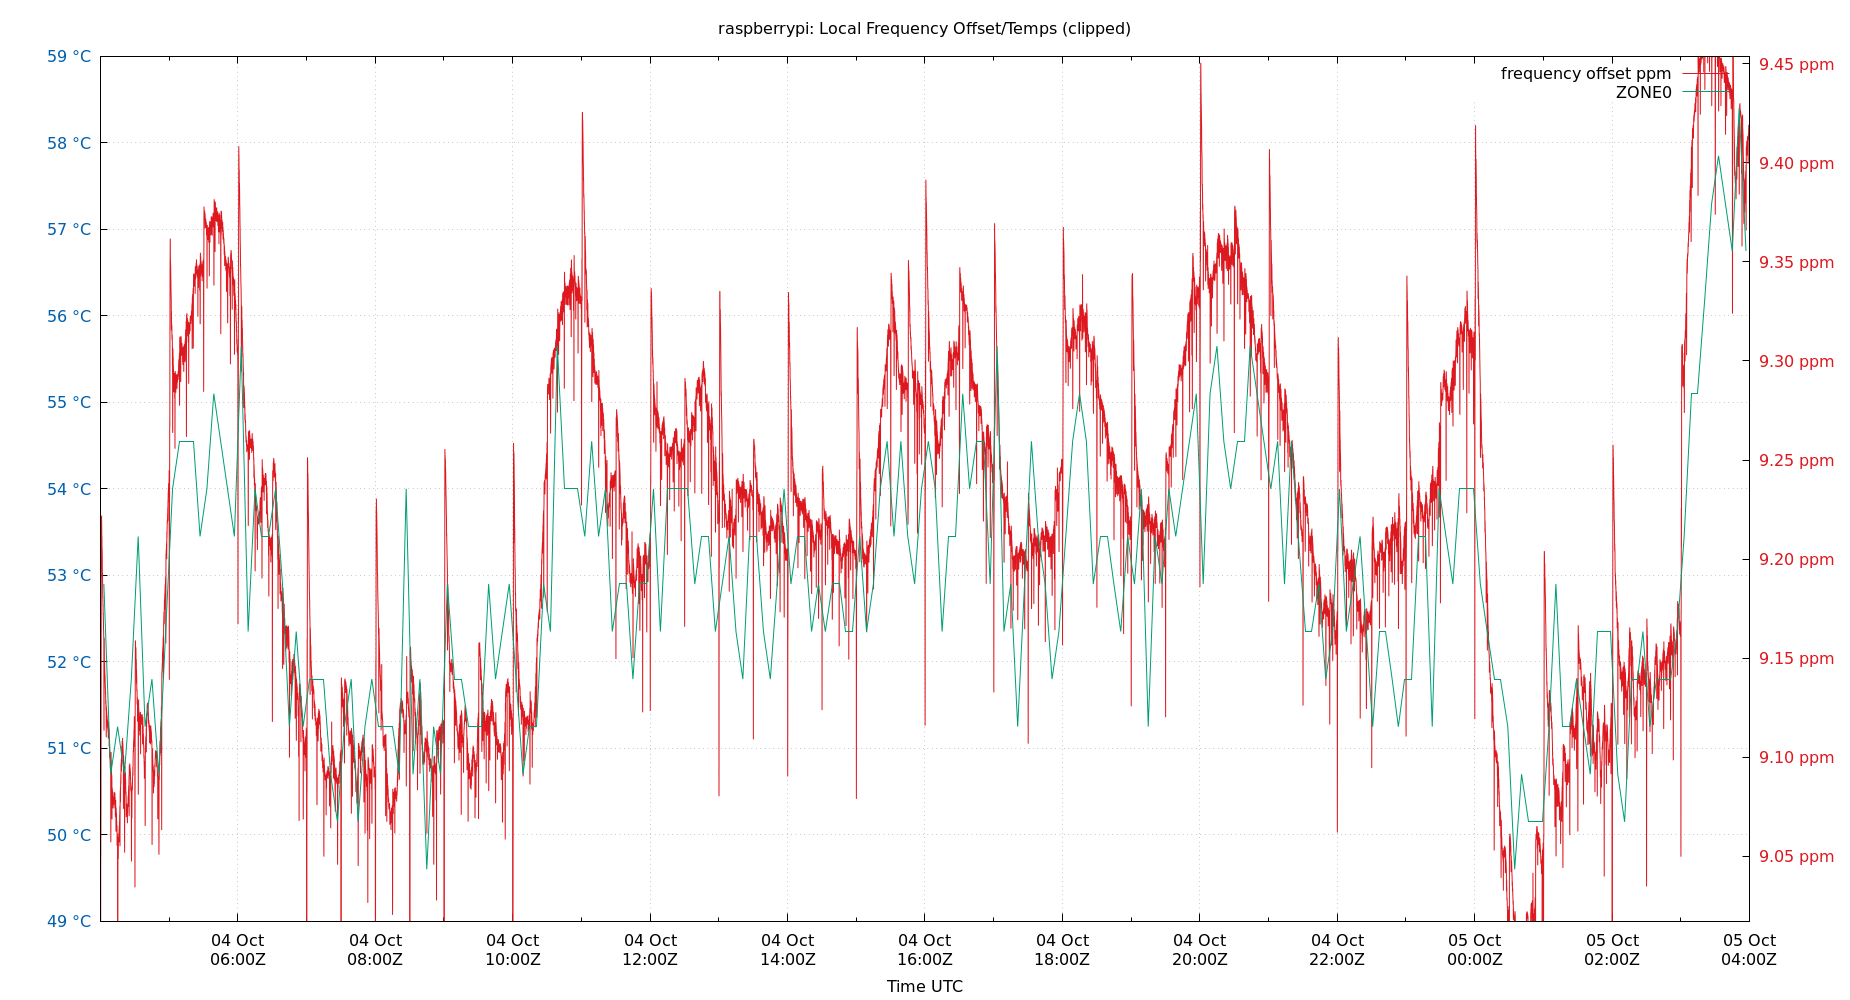 raspberrypi: Local Frequency Offset/Temps (clipped)
59 °C
58 °C
57 °C
56 °C
55 °C
54 °C
53 °C
52 °C
51 °C
50 °C
49 °C
frequency offset ppm
ZONE0
9.45 ppm
9.40 ppm
9.35 ppm
9.30 ppm
9.25 ppm
9.20 ppm
9.15 ppm
9.10 ppm
9.05 ppm
04 Oct
06:00Z
04 Oct
08:00Z
04 Oct
10:00Z
04 Oct
12:00Z
04 Oct
14:00Z
04 Oct
16:00Z
04 Oct
18:00Z
04 Oct
20:00Z
04 Oct
22:00Z
05 Oct
00:00Z
05 Oct
02:00Z
05 Oct
04:00Z
Time UTC